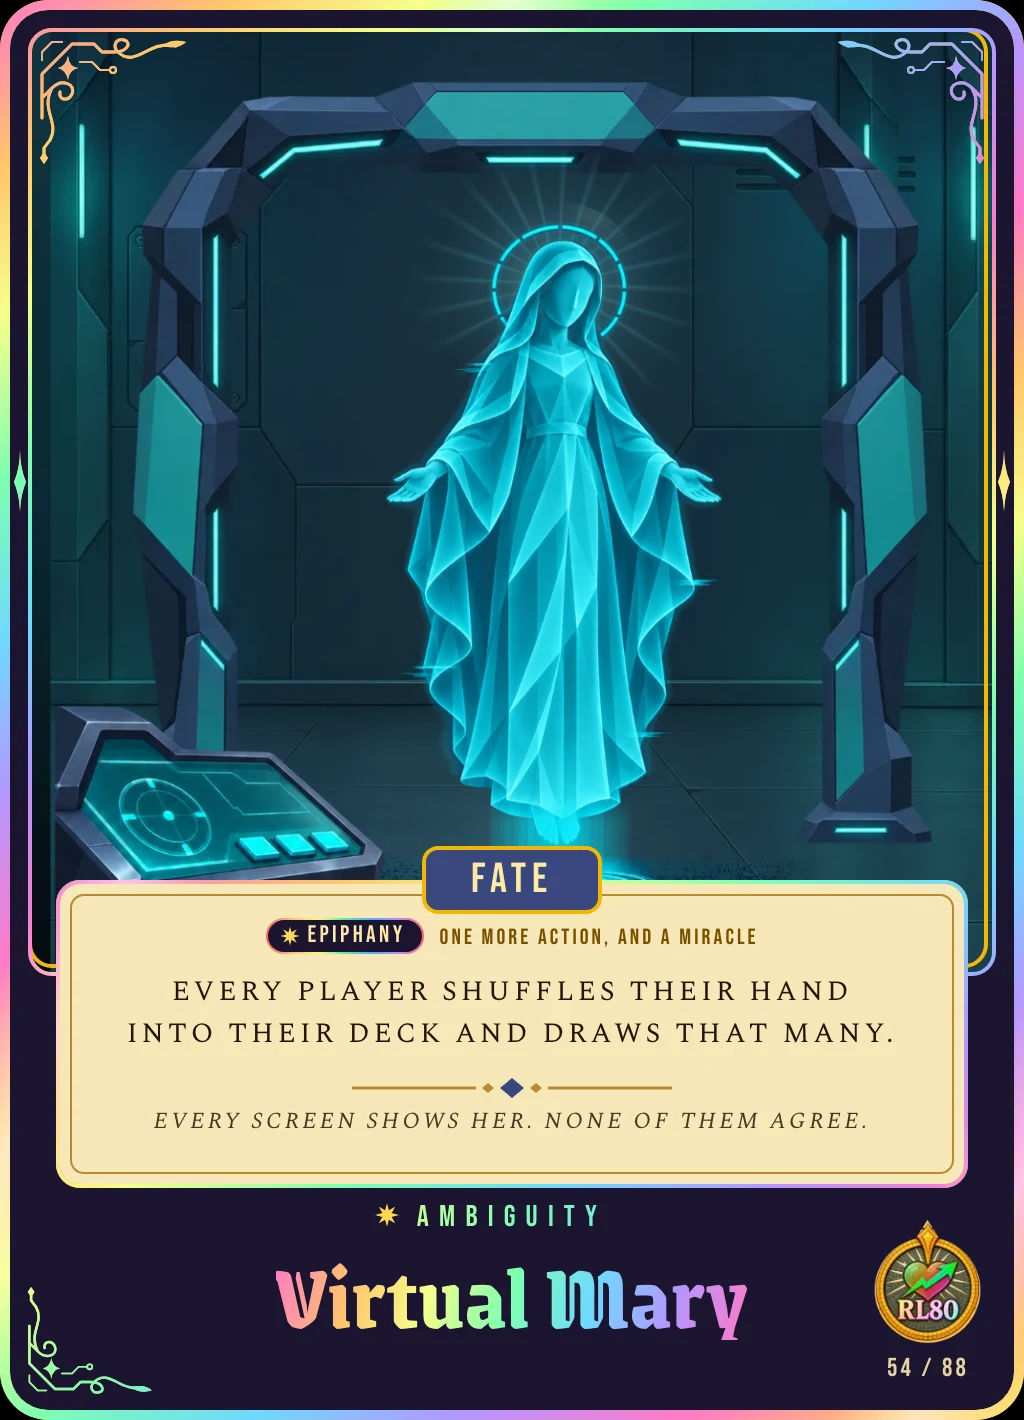 FATE
EPIPHANY ONE MORE ACTION, AND A MIRACLE
EVERY PLAYER SHUFFLES THEIR HAND
INTO THEIR DECK AND DRAWS THAT MANY.
EVERY SCREEN SHOWS HER. NONE OF THEM AGREE.
AMBIGUITY
Virtual Mary
RL80
54 / 88